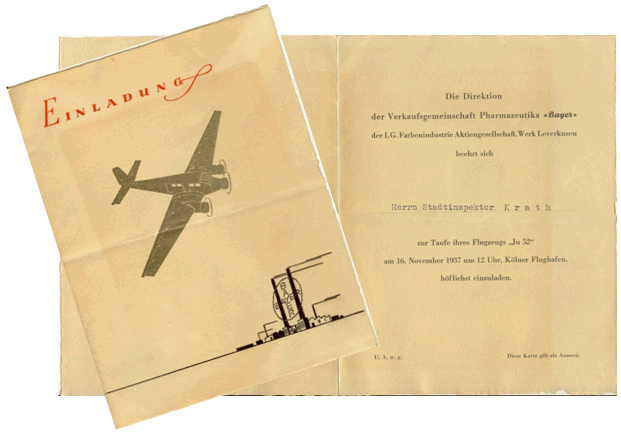 EINLADUNG
BAYER
BAYER
Die Direktion
der Verkaufsgemeinschaft Pharmazeutika »Bayer«
der I.G. Farbenindustrie Aktiengesellschaft, Werk Leverkusen
beehrt sich
Herrn Stadtinspektor K r a t h
zur Taufe ihres Flugzeugs „Ju 52“
am 16. November 1937 um 12 Uhr, Kölner Flughafen,
höflichst einzuladen.
U. A. w. g.
Diese Karte gilt als Ausweis